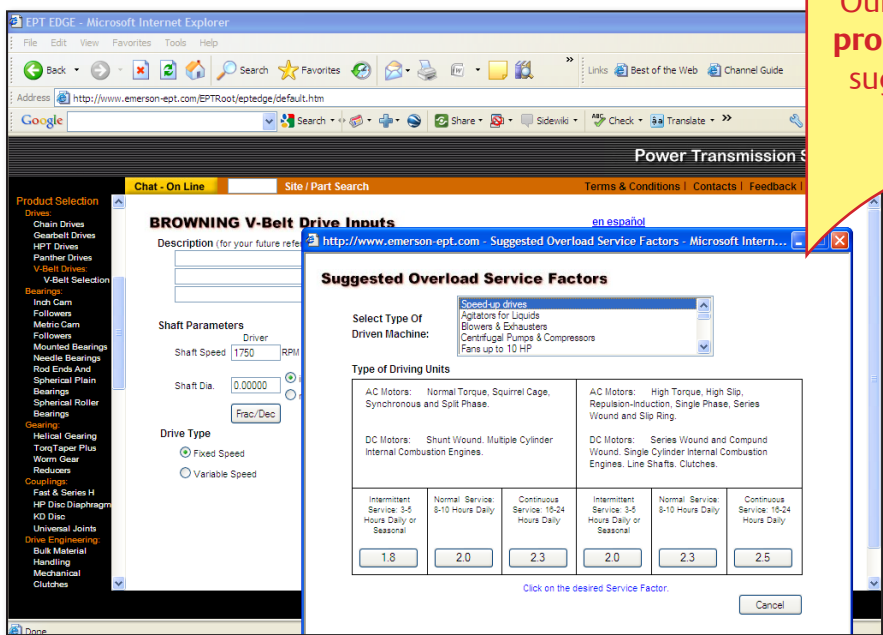 EPT EDGE - Microsoft Internet Explorer
File Edit View Favorites Tools Help
Back Search Favorites Links Best of the Web Channel Guide
Address http://www.emerson-ept.com/EPTRoot/eptedge/default.htm
Google Search Share Sidewiki Check Translate
pro
sug
Power Transmission S
Chat - On Line Site / Part Search Terms & Conditions | Contacts | Feedback |
Product Selection
Drives:
Chain Drives
Gearbelt Drives
HPT Drives
Panther Drives
V-Belt Drives:
V-Belt Selection
Bearings:
Inch Cam
Followers
Metric Cam
Followers
Mounted Bearings
Needle Bearings
Rod Ends And
Spherical Plain
Bearings
Spherical Roller
Bearings
Gearing:
Helical Gearing
TorqTaper Plus
Worm Gear
Reducers
Couplings:
Fast & Series H
HP Disc Diaphragm
KD Disc
Universal Joints
Drive Engineering:
Bulk Material
Handling
Mechanical
Clutches
BROWNING V-Belt Drive Inputs
en español
Description (for your future refe
Shaft Parameters
Driver
Shaft Speed 1750 RPM
Shaft Dia. 0.00000
Frac/Dec
Drive Type
Fixed Speed
Variable Speed
http://www.emerson-ept.com - Suggested Overload Service Factors - Microsoft Intern...
Suggested Overload Service Factors
Select Type Of
Driven Machine:
Speed-up drives
Agitators for Liquids
Blowers & Exhausters
Centrifugal Pumps & Compressors
Fans up to 10 HP
Type of Driving Units
AC Motors: Normal Torque, Squirrel Cage,
Synchronous and Split Phase.
DC Motors: Shunt Wound. Multiple Cylinder
Internal Combustion Engines.
AC Motors: High Torque, High Slip,
Repulsion-Induction, Single Phase, Series
Wound and Slip Ring.
DC Motors: Series Wound and Compound
Wound. Single Cylinder Internal Combustion
Engines. Line Shafts. Clutches.
Intermittent
Service: 3-5
Hours Daily or
Seasonal
Normal Service:
8-10 Hours Daily
Continuous
Service: 16-24
Hours Daily
Intermittent
Service: 3-5
Hours Daily or
Seasonal
Normal Service:
8-10 Hours Daily
Continuous
Service: 16-24
Hours Daily
1.8 2.0 2.3 2.0 2.3 2.5
Click on the desired Service Factor.
Cancel
Done